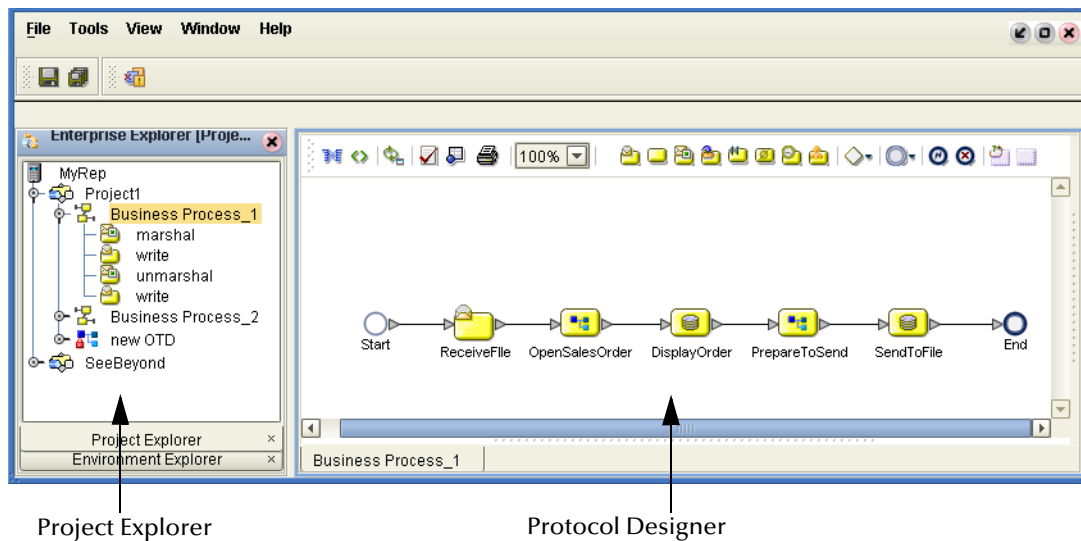 File Tools View Window Help
Enterprise Explorer [Proje...
100%
MyRep
Project1
Business Process_1
marshal
write
unmarshal
write
Business Process_2
new OTD
SeeBeyond
Start
ReceiveFIle
OpenSalesOrder
DisplayOrder
PrepareToSend
SendToFile
End
Project Explorer ×
Environment Explorer ×
Business Process_1
Project Explorer
Protocol Designer